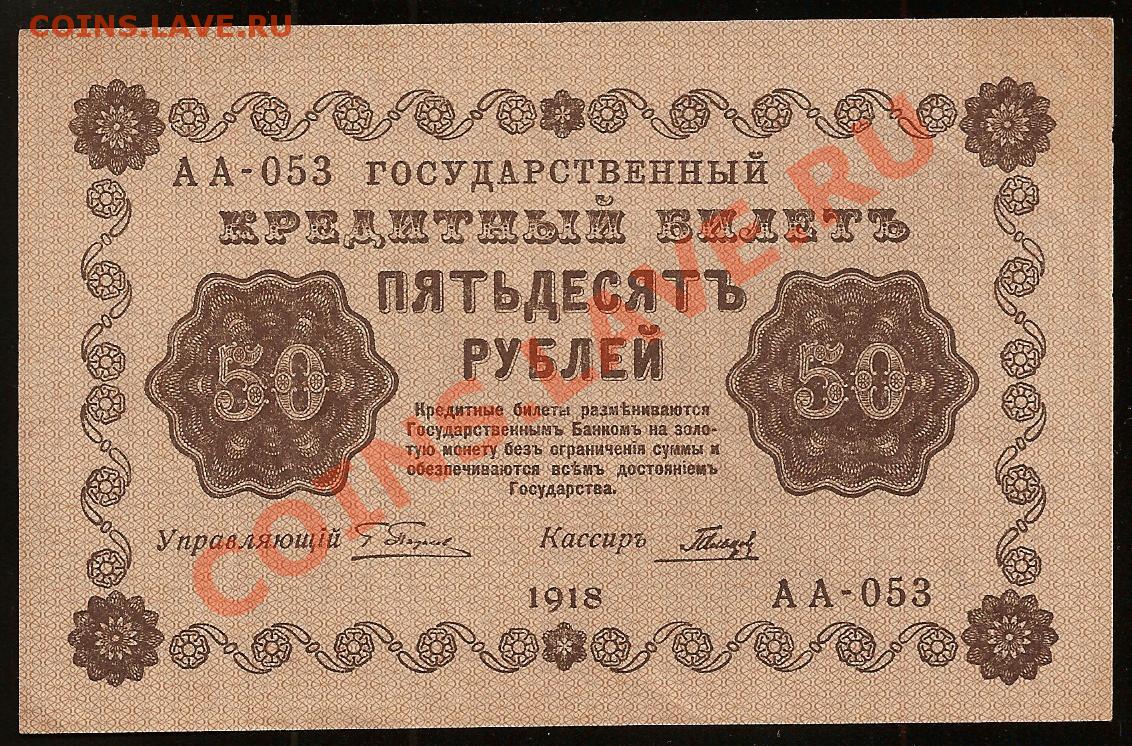 COINS.LAVE.RU
АА-053 ГОСУДАРСТВЕННЫЙ
КРЕДИТНЫЙ БИЛЕТЪ
ПЯТЬДЕСЯТЪ
РУБЛЕЙ
50
50
Кредитные билеты размѣниваются
Государственнымъ Банкомъ на золо-
тую монету безъ ограниченія суммы и
обезпечиваются всѣмъ достояніемъ
Государства.
Управляющій
Кассиръ
1918
АА-053
COINS.LAVE.RU